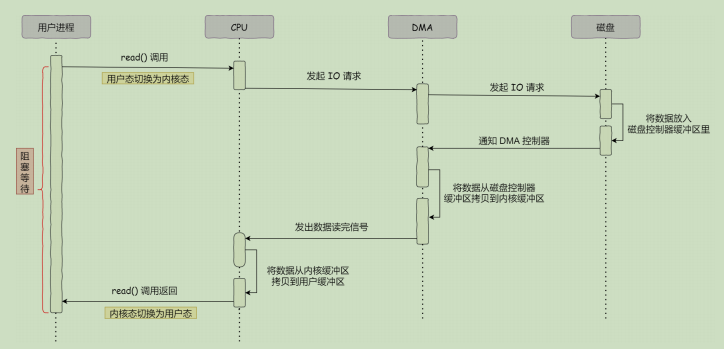 用户进程
CPU
DMA
磁盘
read() 调用
用户态切换为内核态
发起 IO 请求
发起 IO 请求
将数据放入
磁盘控制器缓冲区里
通知 DMA 控制器
阻塞等待
将数据从磁盘控制器
缓冲区拷贝到内核缓冲区
发出数据读完信号
将数据从内核缓冲区
拷贝到用户缓冲区
read() 调用返回
内核态切换为用户态